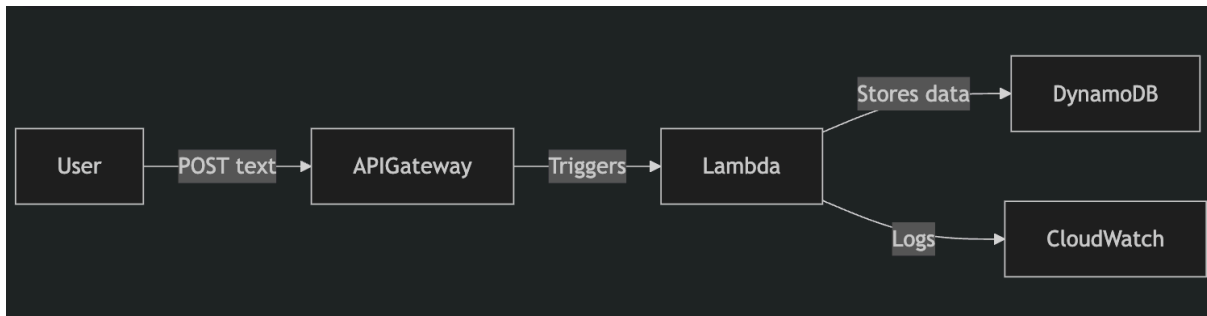 User
POST text
APIGateway
Triggers
Lambda
Stores data
DynamoDB
Logs
CloudWatch